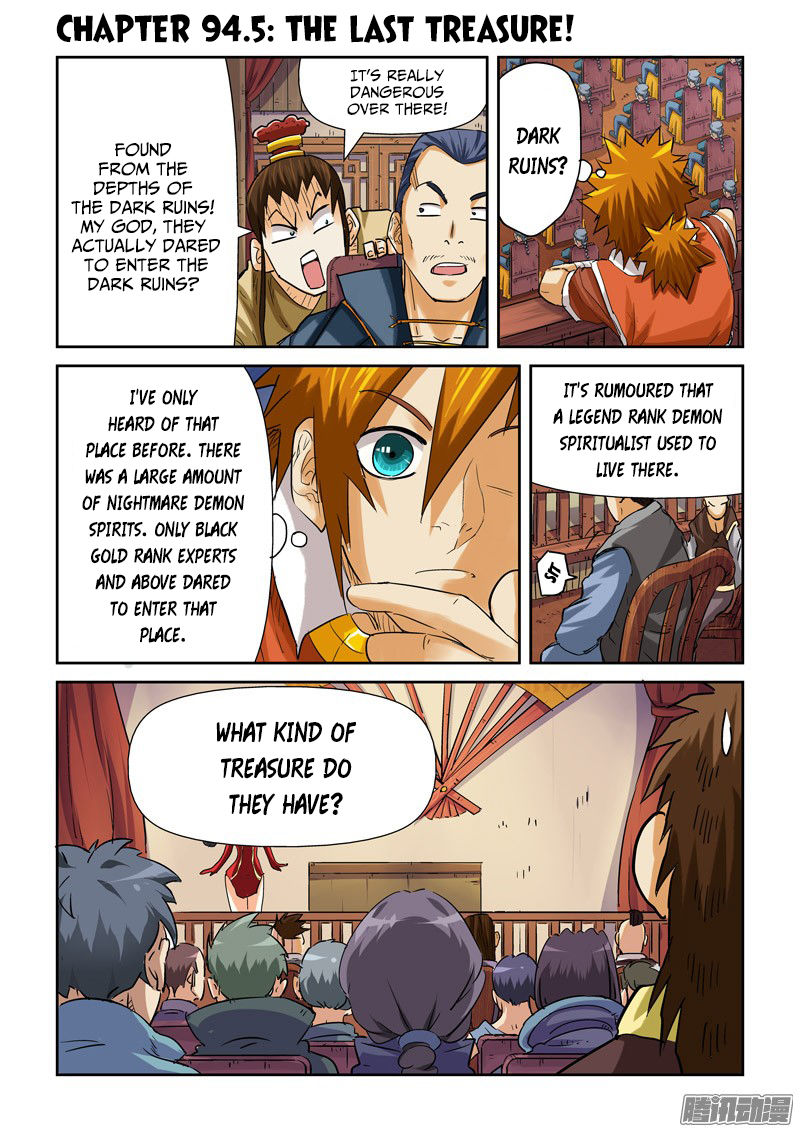 CHAPTER 94.5: THE LAST TREASURE!
FOUND
FROM THE
DEPTHS OF
THE DARK RUINS!
MY GOD, THEY
ACTUALLY DARED
TO ENTER THE
DARK RUINS?
IT'S REALLY
DANGEROUS
OVER THERE!
DARK
RUINS?
I'VE ONLY
HEARD OF THAT
PLACE BEFORE. THERE
WAS A LARGE AMOUNT
OF NIGHTMARE DEMON
SPIRITS. ONLY BLACK
GOLD RANK EXPERTS
AND ABOVE DARED
TO ENTER THAT
PLACE.
IT'S RUMOURED THAT
A LEGEND RANK DEMON
SPIRITUALIST USED TO
LIVE THERE.
SIT
WHAT KIND OF
TREASURE DO
THEY HAVE?
腾讯动漫